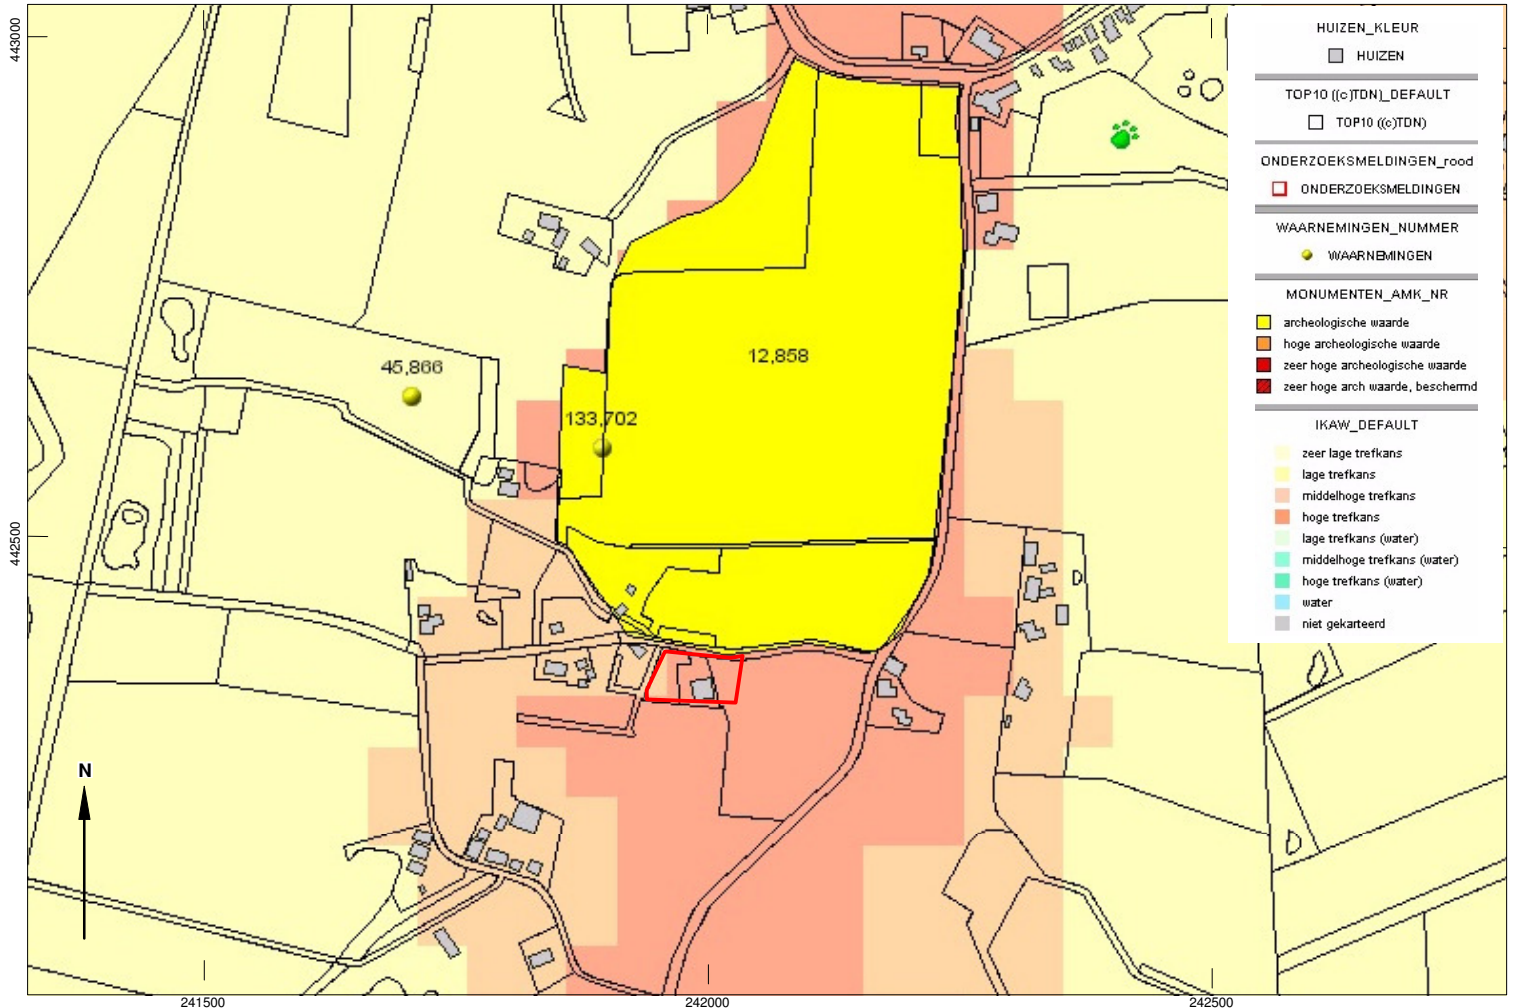 443000
442500
241500
242000
242500
N
45,866
133,702
12,858
HUIZEN_KLEUR
HUIZEN
TOP10 ((c)TDN)_DEFAULT
TOP10 ((c)TDN)
ONDERZOEKSMELDINGEN_rood
ONDERZOEKSMELDINGEN
WAARNEMINGEN_NUMMER
WAARNEMINGEN
MONUMENTEN_AMK_NR
archeologische waarde
hoge archeologische waarde
zeer hoge archeologische waarde
zeer hoge arch waarde, beschermd
IKAW_DEFAULT
zeer lage trefkans
lage trefkans
middelhoge trefkans
hoge trefkans
lage trefkans (water)
middelhoge trefkans (water)
hoge trefkans (water)
water
niet gekarteerd